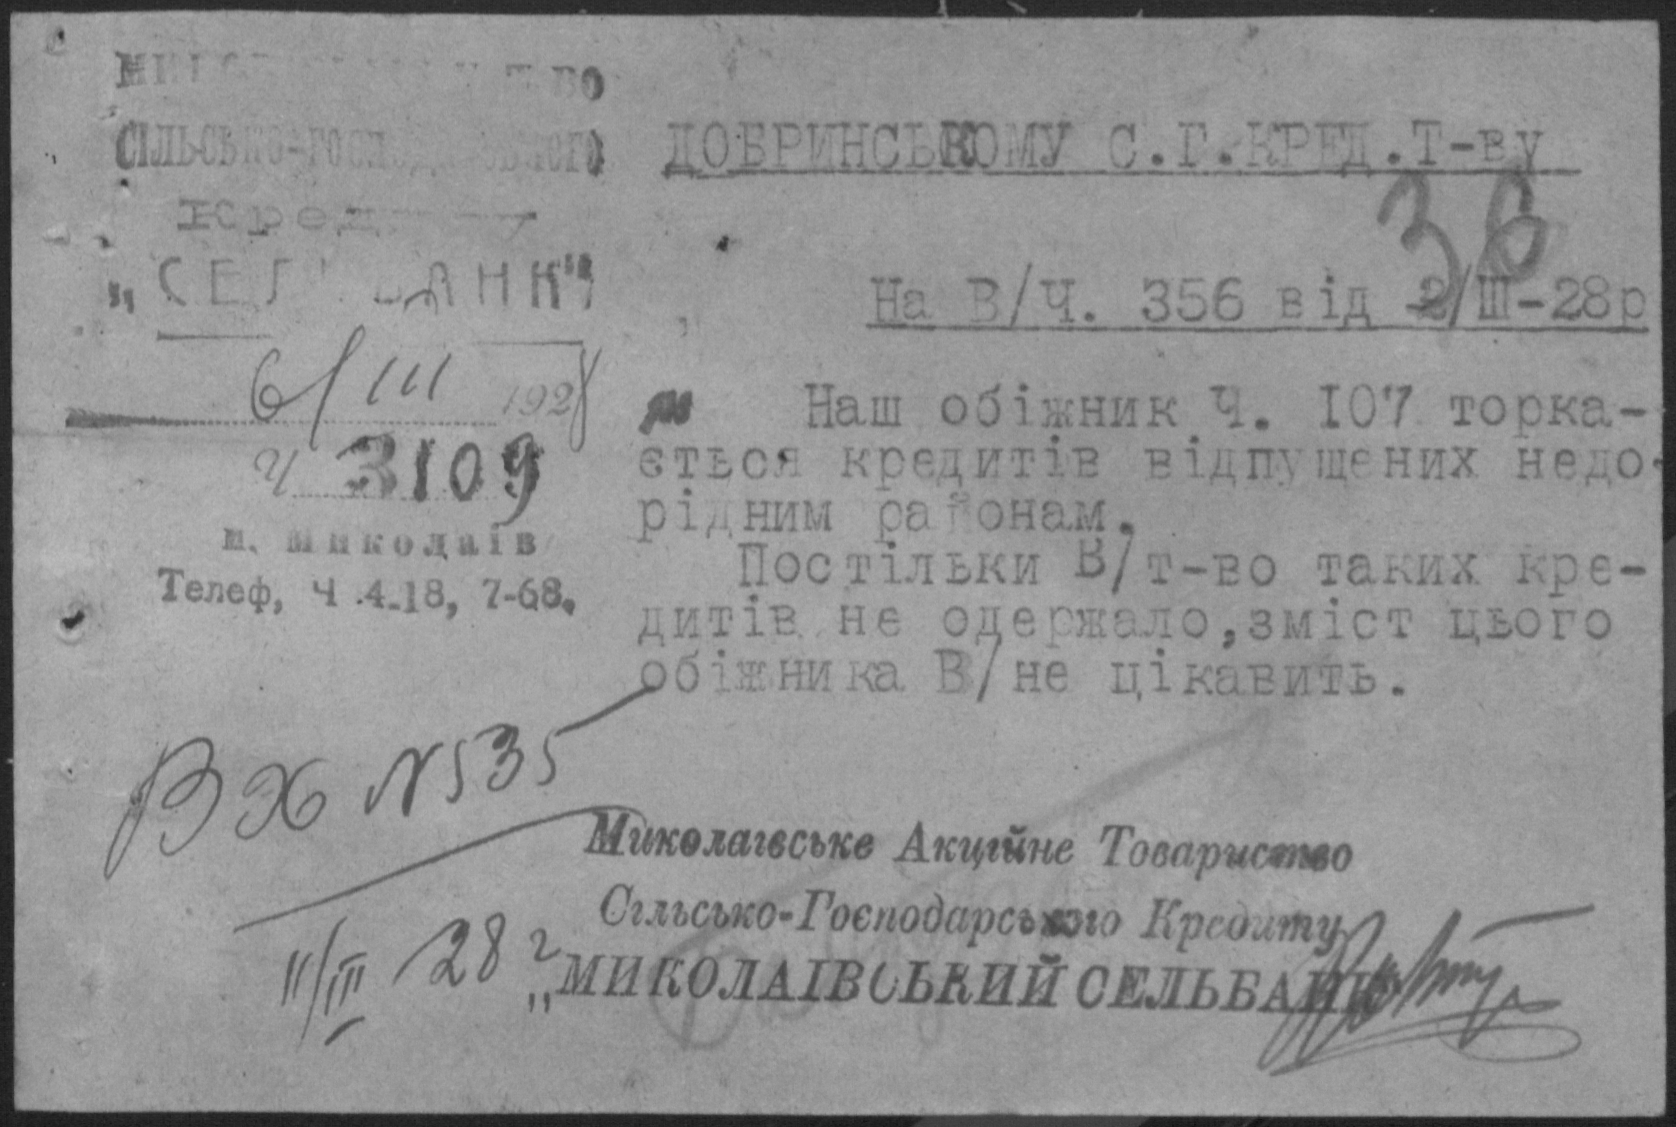 СІЛЬСЬКО-ГОСПОДАРСЬКОГО
Кредиту
„СЕЛЬБАНК"
6/III 1928
Ч 3109
м. Миколаїв
Телеф, Ч .4-18, 7-68.
ДОБРИНСЬКОМУ С.Г.КРЕД.Т-ву
36
На В/Ч. 356 від 2/Ш-28р
Наш обіжник Ч. 107 торка-
ється кредитів відпущених недо-
рідним районам.
Постільки В/т-во таких кре-
дитів не одержало,зміст цього
обіжника В/не цікавить.
ВХ N535
11/III 28 г
Миколаївське Акційне Товариство
Сільсько-Господарського Кредиту
„МИКОЛАІВСЬКИЙ СЕЛЬБАНК